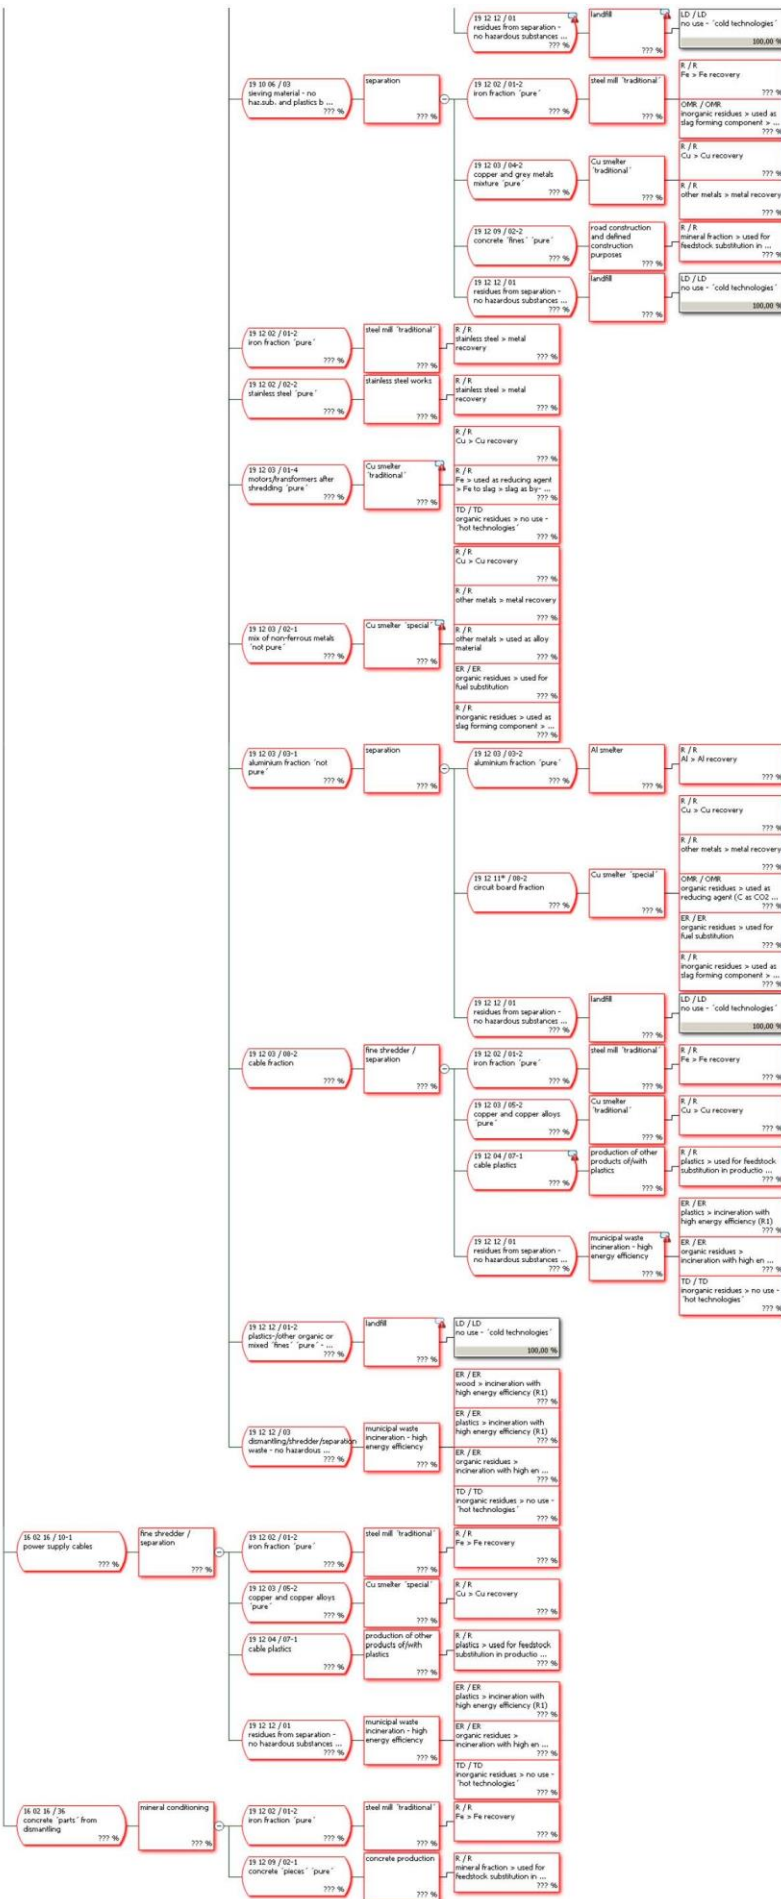 19 12 12 / 01
residues from separation -
no hazardous substances ...
??? %
landfill
??? %
LD / LD
no use - ´cold technologies´
100,00 %
19 10 06 / 03
sieving material - no
haz.sub. and plastics b ...
??? %
separation
??? %
19 12 02 / 01-2
iron fraction ´pure´
??? %
steel mill ´traditional´
??? %
R / R
Fe > Fe recovery
??? %
OMR / OMR
inorganic residues > used as
slag forming component > ...
??? %
19 12 03 / 04-2
copper and grey metals
mixture ´pure´
??? %
Cu smelter
´traditional´
??? %
R / R
Cu > Cu recovery
??? %
R / R
other metals > metal recovery
??? %
19 12 09 / 02-2
concrete ´fines´ ´pure´
??? %
road construction
and defined
construction
purposes
??? %
R / R
mineral fraction > used for
feedstock substitution in ...
??? %
19 12 12 / 01
residues from separation -
no hazardous substances ...
??? %
landfill
??? %
LD / LD
no use - ´cold technologies´
100,00 %
19 12 02 / 01-2
iron fraction ´pure´
??? %
steel mill ´traditional´
??? %
R / R
stainless steel > metal
recovery
??? %
19 12 02 / 02-2
stainless steel ´pure´
??? %
stainless steel works
??? %
R / R
stainless steel > metal
recovery
??? %
19 12 03 / 01-4
motors/transformers after
shredding ´pure´
??? %
Cu smelter
´traditional´
??? %
R / R
Cu > Cu recovery
??? %
R / R
Fe > used as reducing agent
> Fe to slag > slag as by- ...
??? %
TD / TD
organic residues > no use -
´hot technologies´
??? %
19 12 03 / 02-1
mix of non-ferrous metals
´not pure´
??? %
Cu smelter ´special´
??? %
R / R
Cu > Cu recovery
??? %
R / R
other metals > metal recovery
??? %
R / R
other metals > used as alloy
material
??? %
ER / ER
organic residues > used for
fuel substitution
??? %
R / R
inorganic residues > used as
slag forming component > ...
??? %
19 12 03 / 03-1
aluminium fraction ´not
pure´
??? %
separation
??? %
19 12 03 / 03-2
aluminium fraction ´pure´
??? %
Al smelter
??? %
R / R
Al > Al recovery
??? %
19 12 11* / 08-2
circuit board fraction
??? %
Cu smelter ´special´
??? %
R / R
Cu > Cu recovery
??? %
R / R
other metals > metal recovery
??? %
OMR / OMR
organic residues > used as
reducing agent (C as CO2 ...
??? %
ER / ER
organic residues > used for
fuel substitution
??? %
R / R
inorganic residues > used as
slag forming component > ...
??? %
19 12 12 / 01
residues from separation -
no hazardous substances ...
??? %
landfill
??? %
LD / LD
no use - ´cold technologies´
100,00 %
19 12 03 / 08-2
cable fraction
??? %
fine shredder /
separation
??? %
19 12 02 / 01-2
iron fraction ´pure´
??? %
steel mill ´traditional´
??? %
R / R
Fe > Fe recovery
??? %
19 12 03 / 05-2
copper and copper alloys
´pure´
??? %
Cu smelter
´traditional´
??? %
R / R
Cu > Cu recovery
??? %
19 12 04 / 07-1
cable plastics
??? %
production of other
products of/with
plastics
??? %
R / R
plastics > used for feedstock
substitution in productio ...
??? %
19 12 12 / 01
residues from separation -
no hazardous substances ...
??? %
municipal waste
incineration - high
energy efficiency
??? %
ER / ER
plastics > incineration with
high energy efficiency (R1)
??? %
ER / ER
organic residues >
incineration with high en ...
??? %
TD / TD
inorganic residues > no use -
´hot technologies´
??? %
19 12 12 / 01-2
plastics-/other organic or
mixed ´fines´ ´pure´ - ...
??? %
landfill
??? %
LD / LD
no use - ´cold technologies´
100,00 %
19 12 12 / 03
dismantling/shredder/separation
waste - no hazardous ...
??? %
municipal waste
incineration - high
energy efficiency
??? %
ER / ER
wood > incineration with
high energy efficiency (R1)
??? %
ER / ER
plastics > incineration with
high energy efficiency (R1)
??? %
ER / ER
organic residues >
incineration with high en ...
??? %
TD / TD
inorganic residues > no use -
´hot technologies´
??? %
16 02 16 / 10-1
power supply cables
??? %
fine shredder /
separation
??? %
19 12 02 / 01-2
iron fraction ´pure´
??? %
steel mill ´traditional´
??? %
R / R
Fe > Fe recovery
??? %
19 12 03 / 05-2
copper and copper alloys
´pure´
??? %
Cu smelter ´special´
??? %
R / R
Cu > Cu recovery
??? %
19 12 04 / 07-1
cable plastics
??? %
production of other
products of/with
plastics
??? %
R / R
plastics > used for feedstock
substitution in productio ...
??? %
19 12 12 / 01
residues from separation -
no hazardous substances ...
??? %
municipal waste
incineration - high
energy efficiency
??? %
ER / ER
plastics > incineration with
high energy efficiency (R1)
??? %
ER / ER
organic residues >
incineration with high en ...
??? %
TD / TD
inorganic residues > no use -
´hot technologies´
??? %
16 02 16 / 36
concrete ´parts´ from
dismantling
??? %
mineral conditioning
??? %
19 12 02 / 01-2
iron fraction ´pure´
??? %
steel mill ´traditional´
??? %
R / R
Fe > Fe recovery
??? %
19 12 09 / 02-1
concrete ´pieces´ ´pure´
??? %
concrete production
??? %
R / R
mineral fraction > used for
feedstock substitution in ...
??? %